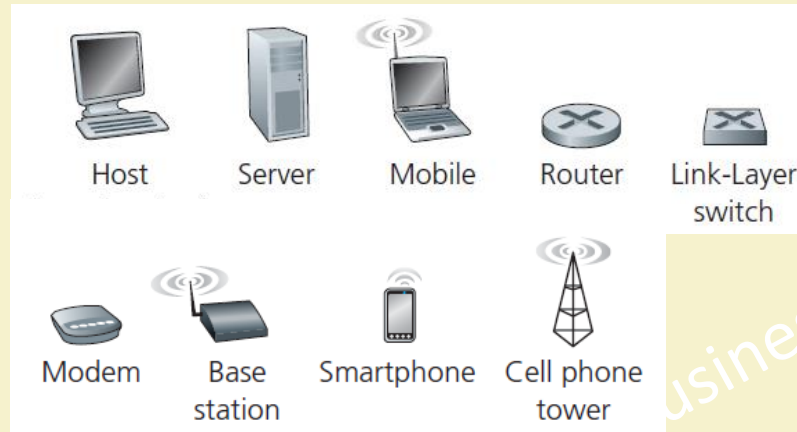 Host Server Mobile Router Link-Layer
switch
Modem Base Smartphone Cell phone
station tower